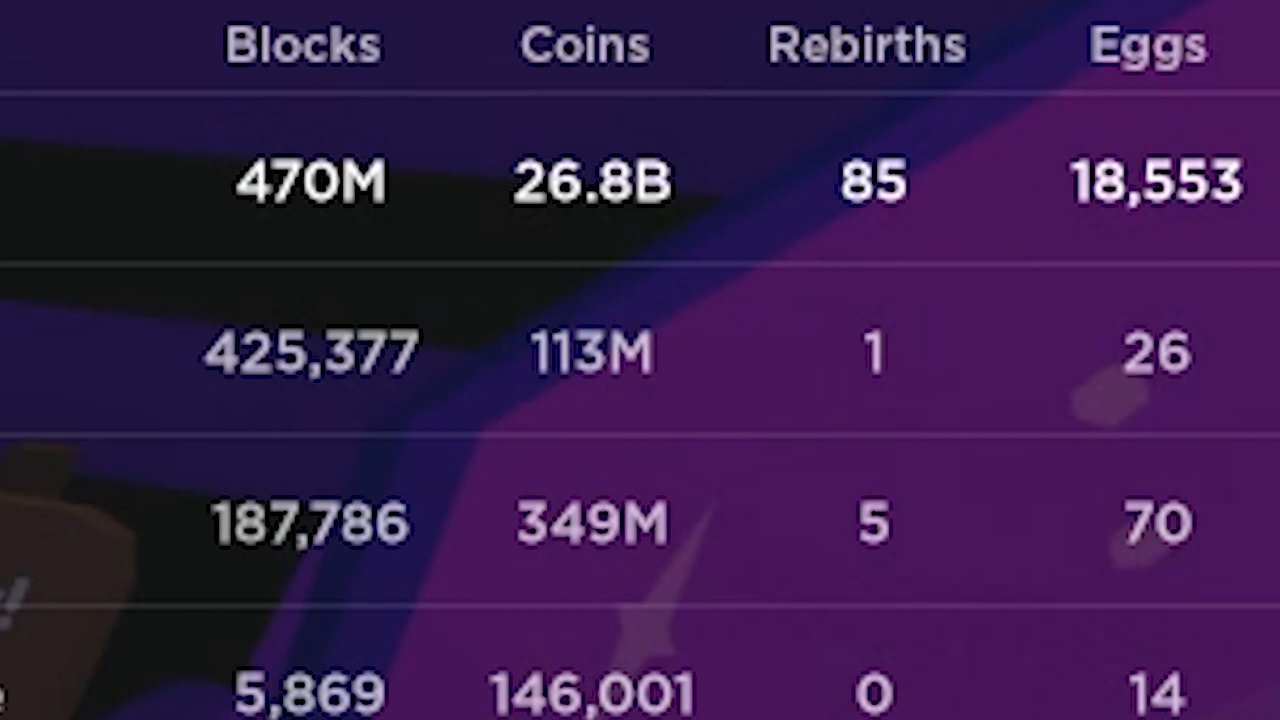 Blocks Coins Rebirths Eggs
470M 26.8B 85 18,553
425,377 113M 1 26
187,786 349M 5 70
5,869 146,001 0 14